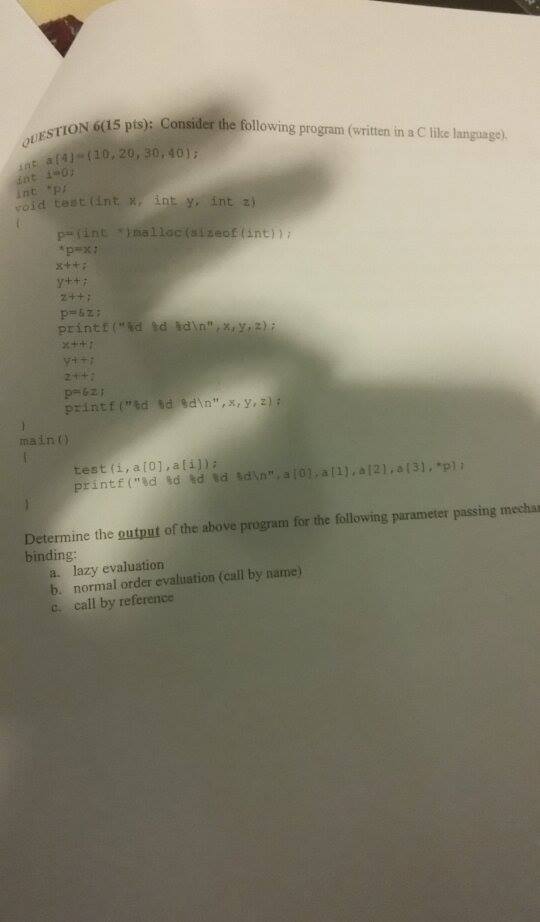 QUESTION 6(15 pts): Consider the following program (written in a C like language).
int a[4]={10,20,30,40};
int i=0;
int *p;
void test(int x, int y, int z)
{
p=(int *)malloc(sizeof(int));
*p=x;
x++;
y++;
z++;
p=&z;
printf("%d %d %d\n",x,y,z);
x++;
y++;
z++;
p=&z;
printf("%d %d %d\n",x,y,z);
}
main()
{
test(i,a[0],a[i]);
printf("%d %d %d %d %d\n",a[0],a[1],a[2],a[3],*p);
}
Determine the output of the above program for the following parameter passing mechan
binding:
a. lazy evaluation
b. normal order evaluation (call by name)
c. call by reference